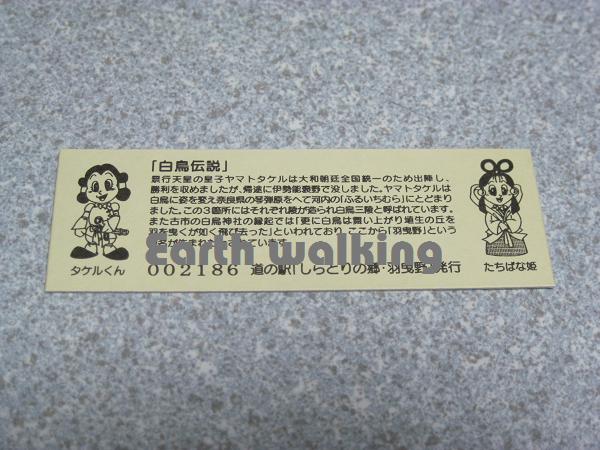 「白鳥伝説」
景行天皇の皇子ヤマトタケルは大和朝廷全国統一のため出陣し、
勝利を収めましたが、帰途に伊勢能褒野で没しました。ヤマトタケルは
白鳥に姿を変え奈良県の琴弾原をへて河内の「ふるいちむら」にとどまり
ました。この3箇所にはそれぞれ陵が造られ白鳥三陵と呼ばれています。
また古市の白鳥神社の縁起では「更に白鳥は舞い上がり埴生の丘を
羽を曳くが如く飛び去った」といわれており、ここから「羽曳野」という
名が生まれ
ています。
Earth walking
タケルくん
002186 道の駅「しらとりの郷・羽曳野」発行
たちばな姫